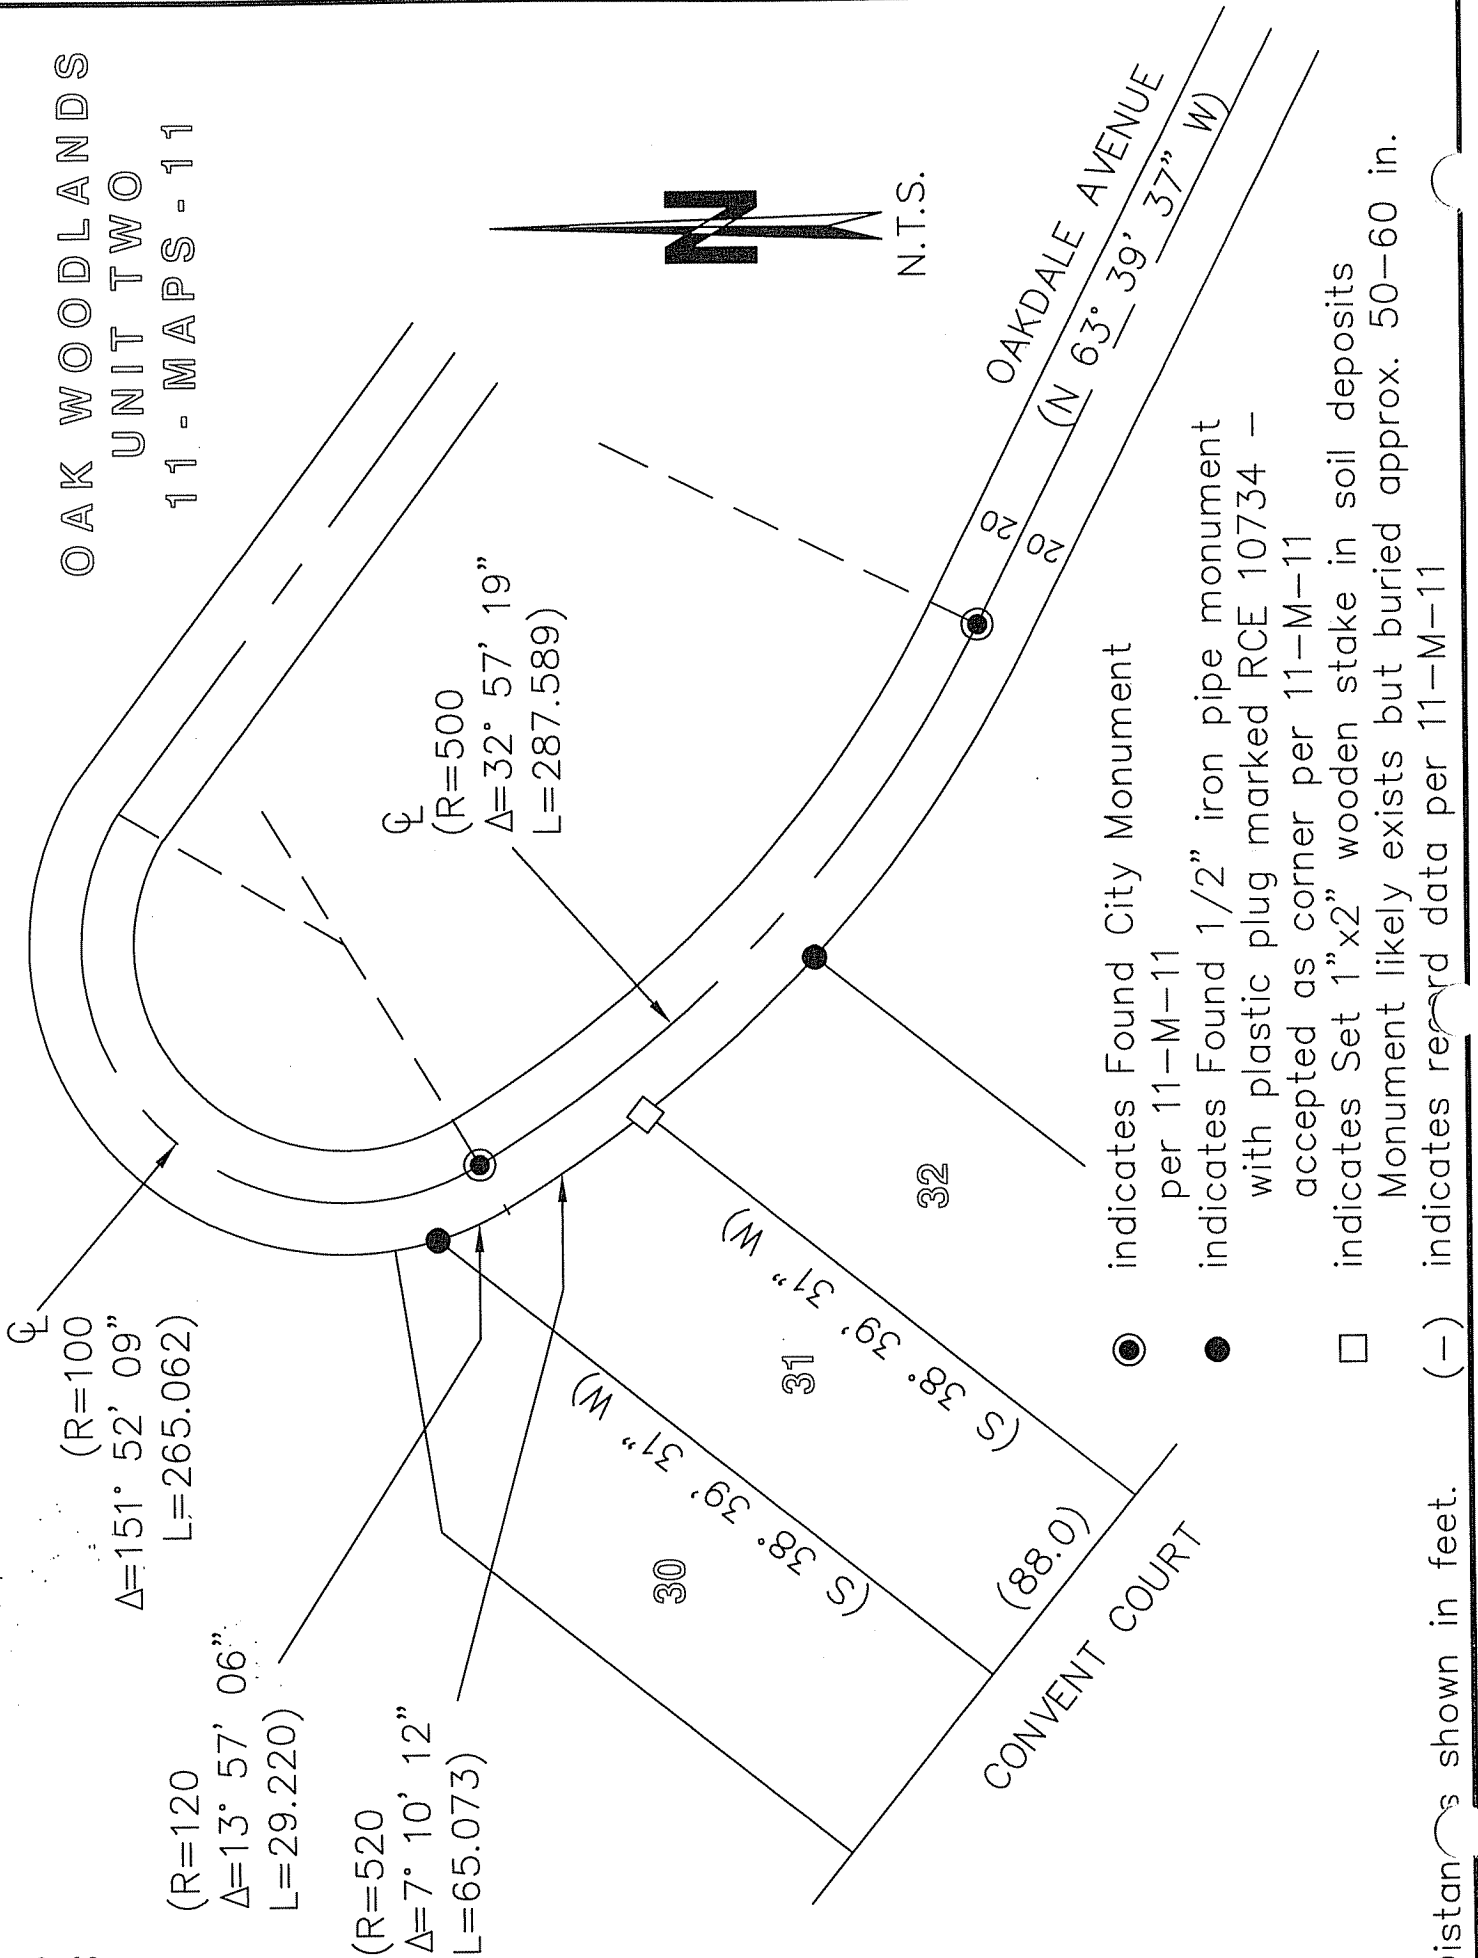 OAK WOODLANDS
UNIT TWO
11-MAPS-11
N
N.T.S.
℄
(R=100
Δ=151° 52' 09"
L=265.062)
(R=120
Δ=13° 57' 06"
L=29.220)
(R=520
Δ=7° 10' 12"
L=65.073)
℄
(R=500
Δ=32° 57' 19"
L=287.589)
OAKDALE AVENUE
(N 63° 39' 37" W)
20
20
30
(S 38° 39' 31" W)
31
(S 38° 39' 31" W)
32
(88.0)
CONVENT COURT
indicates Found City Monument
per 11-M-11
indicates Found 1/2" iron pipe monument
with plastic plug marked RCE 10734 -
accepted as corner per 11-M-11
indicates Set 1"x2" wooden stake in soil deposits
Monument likely exists but buried approx. 50-60 in.
(-) indicates record data per 11-M-11
shown in feet.